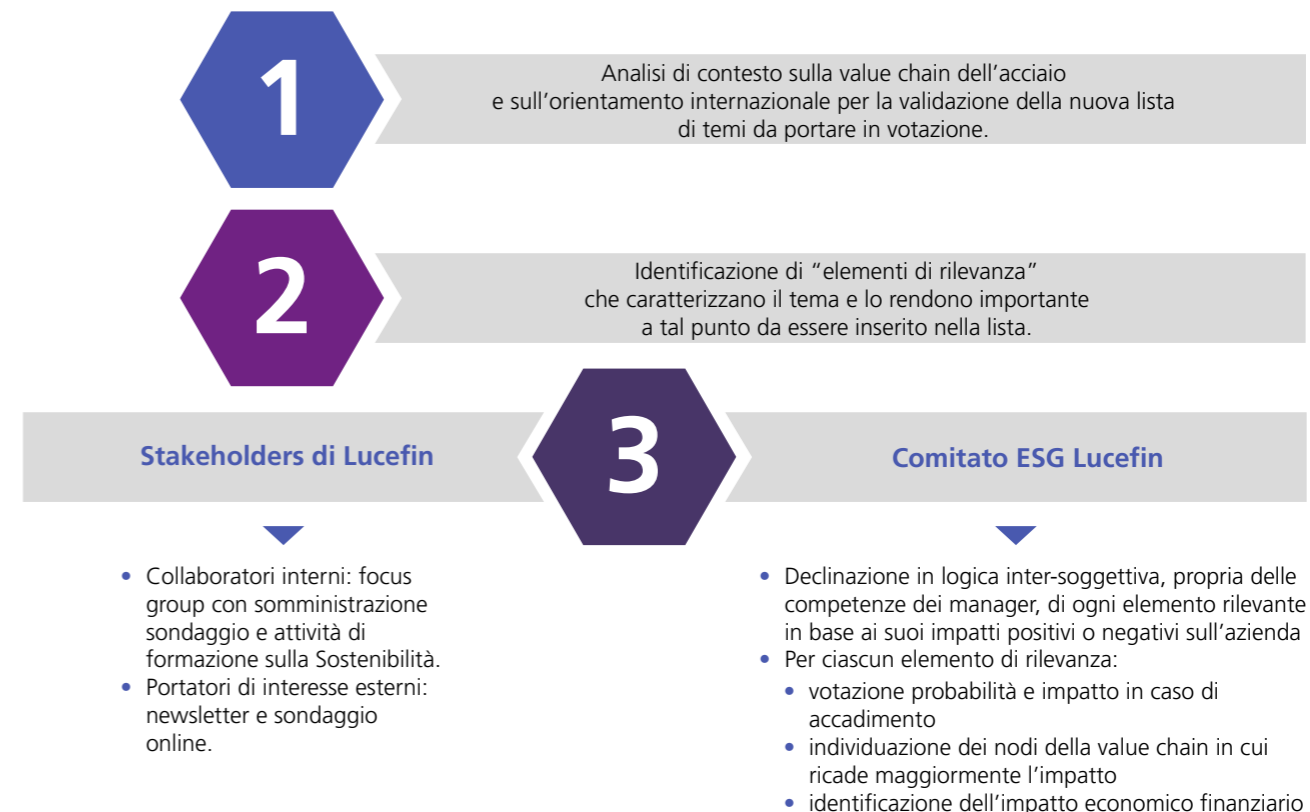 1
Analisi di contesto sulla value chain dell’acciaio
e sull’orientamento internazionale per la validazione della nuova lista
di temi da portare in votazione.
2
Identificazione di “elementi di rilevanza”
che caratterizzano il tema e lo rendono importante
a tal punto da essere inserito nella lista.
3
Stakeholders di Lucefin
• Collaboratori interni: focus
group con somministrazione
sondaggio e attività di
formazione sulla Sostenibilità.
• Portatori di interesse esterni:
newsletter e sondaggio
online.
Comitato ESG Lucefin
• Declinazione in logica inter-soggettiva, propria delle
competenze dei manager, di ogni elemento rilevante
in base ai suoi impatti positivi o negativi sull’azienda
• Per ciascun elemento di rilevanza:
• votazione probabilità e impatto in caso di
accadimento
• individuazione dei nodi della value chain in cui
ricade maggiormente l’impatto
• identificazione dell’impatto economico finanziario